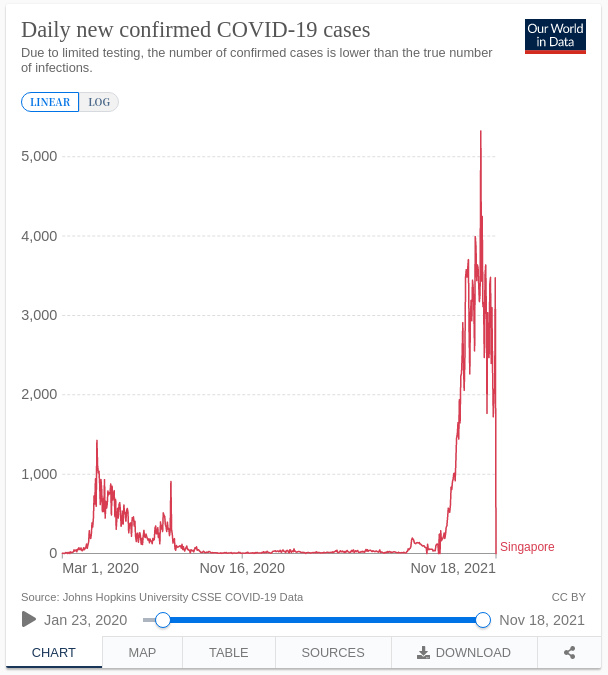 Daily new confirmed COVID-19 cases
Our World
in Data
Due to limited testing, the number of confirmed cases is lower than the true number
of infections.
LINEAR LOG
5,000
4,000
3,000
2,000
1,000
0
Singapore
Mar 1, 2020 Nov 16, 2020 Nov 18, 2021
Source: Johns Hopkins University CSSE COVID-19 Data CC BY
Jan 23, 2020 Nov 18, 2021
CHART MAP TABLE SOURCES DOWNLOAD